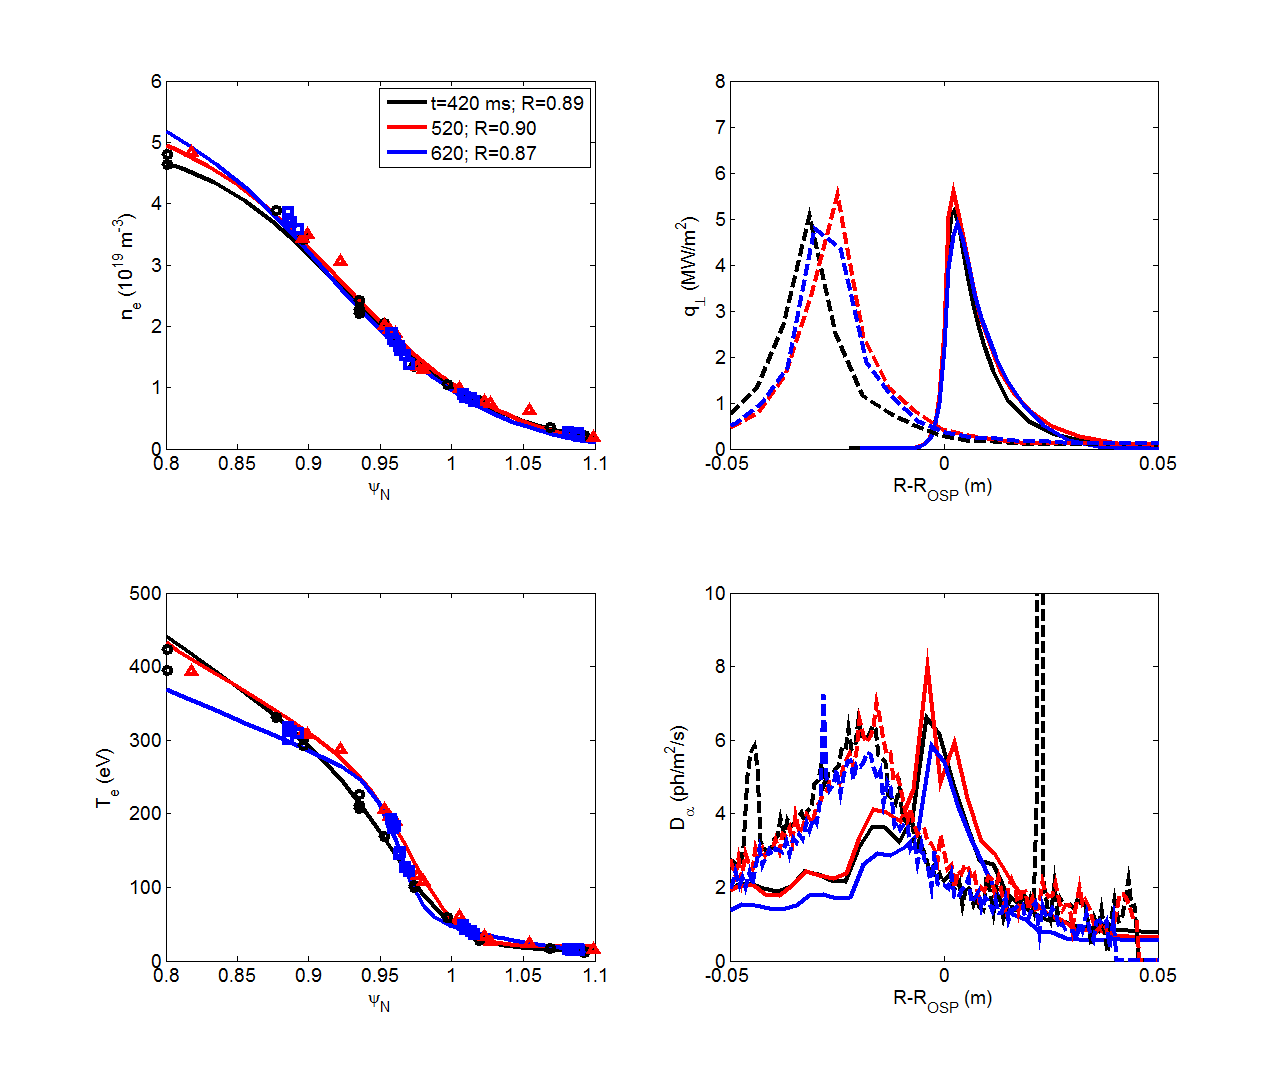 6
5
4
3
2
1
0
n_e (10^19 m^-3)
0.8 0.85 0.9 0.95 1 1.05 1.1
ψ_N
t=420 ms; R=0.89
520; R=0.90
620; R=0.87
8
7
6
5
4
3
2
1
0
q_⊥ (MW/m^2)
-0.05 0 0.05
R-R_OSP (m)
500
400
300
200
100
0
T_e (eV)
0.8 0.85 0.9 0.95 1 1.05 1.1
ψ_N
10
8
6
4
2
0
D_α (ph/m^2/s)
-0.05 0 0.05
R-R_OSP (m)